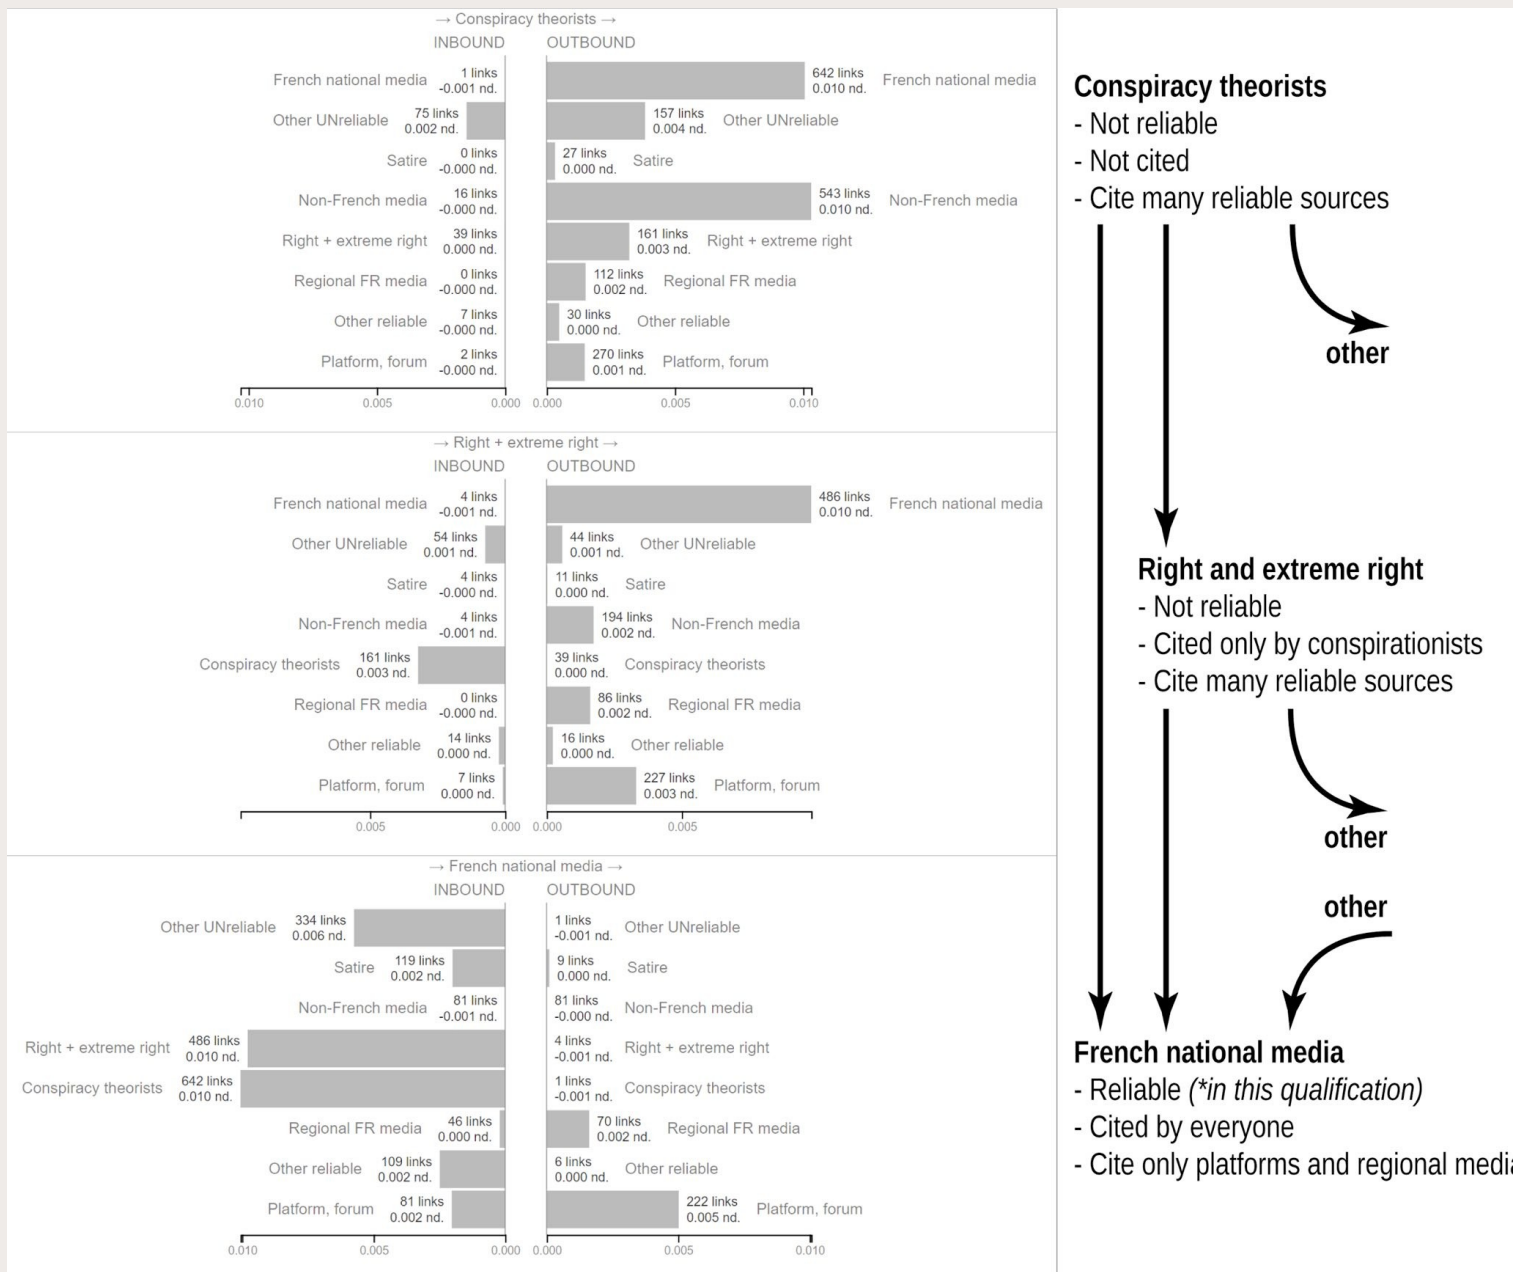 → Conspiracy theorists →
INBOUND OUTBOUND
French national media 1 links -0.001 nd. 642 links 0.010 nd. French national media
Other UNreliable 75 links 0.002 nd. 157 links 0.004 nd. Other UNreliable
Satire 0 links -0.000 nd. 27 links 0.000 nd. Satire
Non-French media 16 links -0.000 nd. 543 links 0.010 nd. Non-French media
Right + extreme right 39 links 0.000 nd. 161 links 0.003 nd. Right + extreme right
Regional FR media 0 links -0.000 nd. 112 links 0.002 nd. Regional FR media
Other reliable 7 links -0.000 nd. 30 links 0.000 nd. Other reliable
Platform, forum 2 links -0.000 nd. 270 links 0.001 nd. Platform, forum
0.010 0.005 0.000 0.000 0.005 0.010
→ Right + extreme right →
INBOUND OUTBOUND
French national media 4 links -0.001 nd. 486 links 0.010 nd. French national media
Other UNreliable 54 links 0.001 nd. 44 links 0.001 nd. Other UNreliable
Satire 4 links -0.000 nd. 11 links 0.000 nd. Satire
Non-French media 4 links -0.001 nd. 194 links 0.002 nd. Non-French media
Conspiracy theorists 161 links 0.003 nd. 39 links 0.000 nd. Conspiracy theorists
Regional FR media 0 links -0.000 nd. 86 links 0.002 nd. Regional FR media
Other reliable 14 links 0.000 nd. 16 links 0.000 nd. Other reliable
Platform, forum 7 links 0.000 nd. 227 links 0.003 nd. Platform, forum
0.005 0.000 0.000 0.005
→ French national media →
INBOUND OUTBOUND
Other UNreliable 334 links 0.006 nd. 1 links -0.001 nd. Other UNreliable
Satire 119 links 0.002 nd. 9 links 0.000 nd. Satire
Non-French media 81 links -0.001 nd. 81 links -0.000 nd. Non-French media
Right + extreme right 486 links 0.010 nd. 4 links -0.001 nd. Right + extreme right
Conspiracy theorists 642 links 0.010 nd. 1 links -0.001 nd. Conspiracy theorists
Regional FR media 46 links 0.000 nd. 70 links 0.002 nd. Regional FR media
Other reliable 109 links 0.002 nd. 6 links 0.000 nd. Other reliable
Platform, forum 81 links 0.002 nd. 222 links 0.005 nd. Platform, forum
0.010 0.005 0.000 0.000 0.005 0.010
Conspiracy theorists
- Not reliable
- Not cited
- Cite many reliable sources
other
Right and extreme right
- Not reliable
- Cited only by conspirationists
- Cite many reliable sources
other
other
French national media
- Reliable (*in this qualification)
- Cited by everyone
- Cite only platforms and regional media